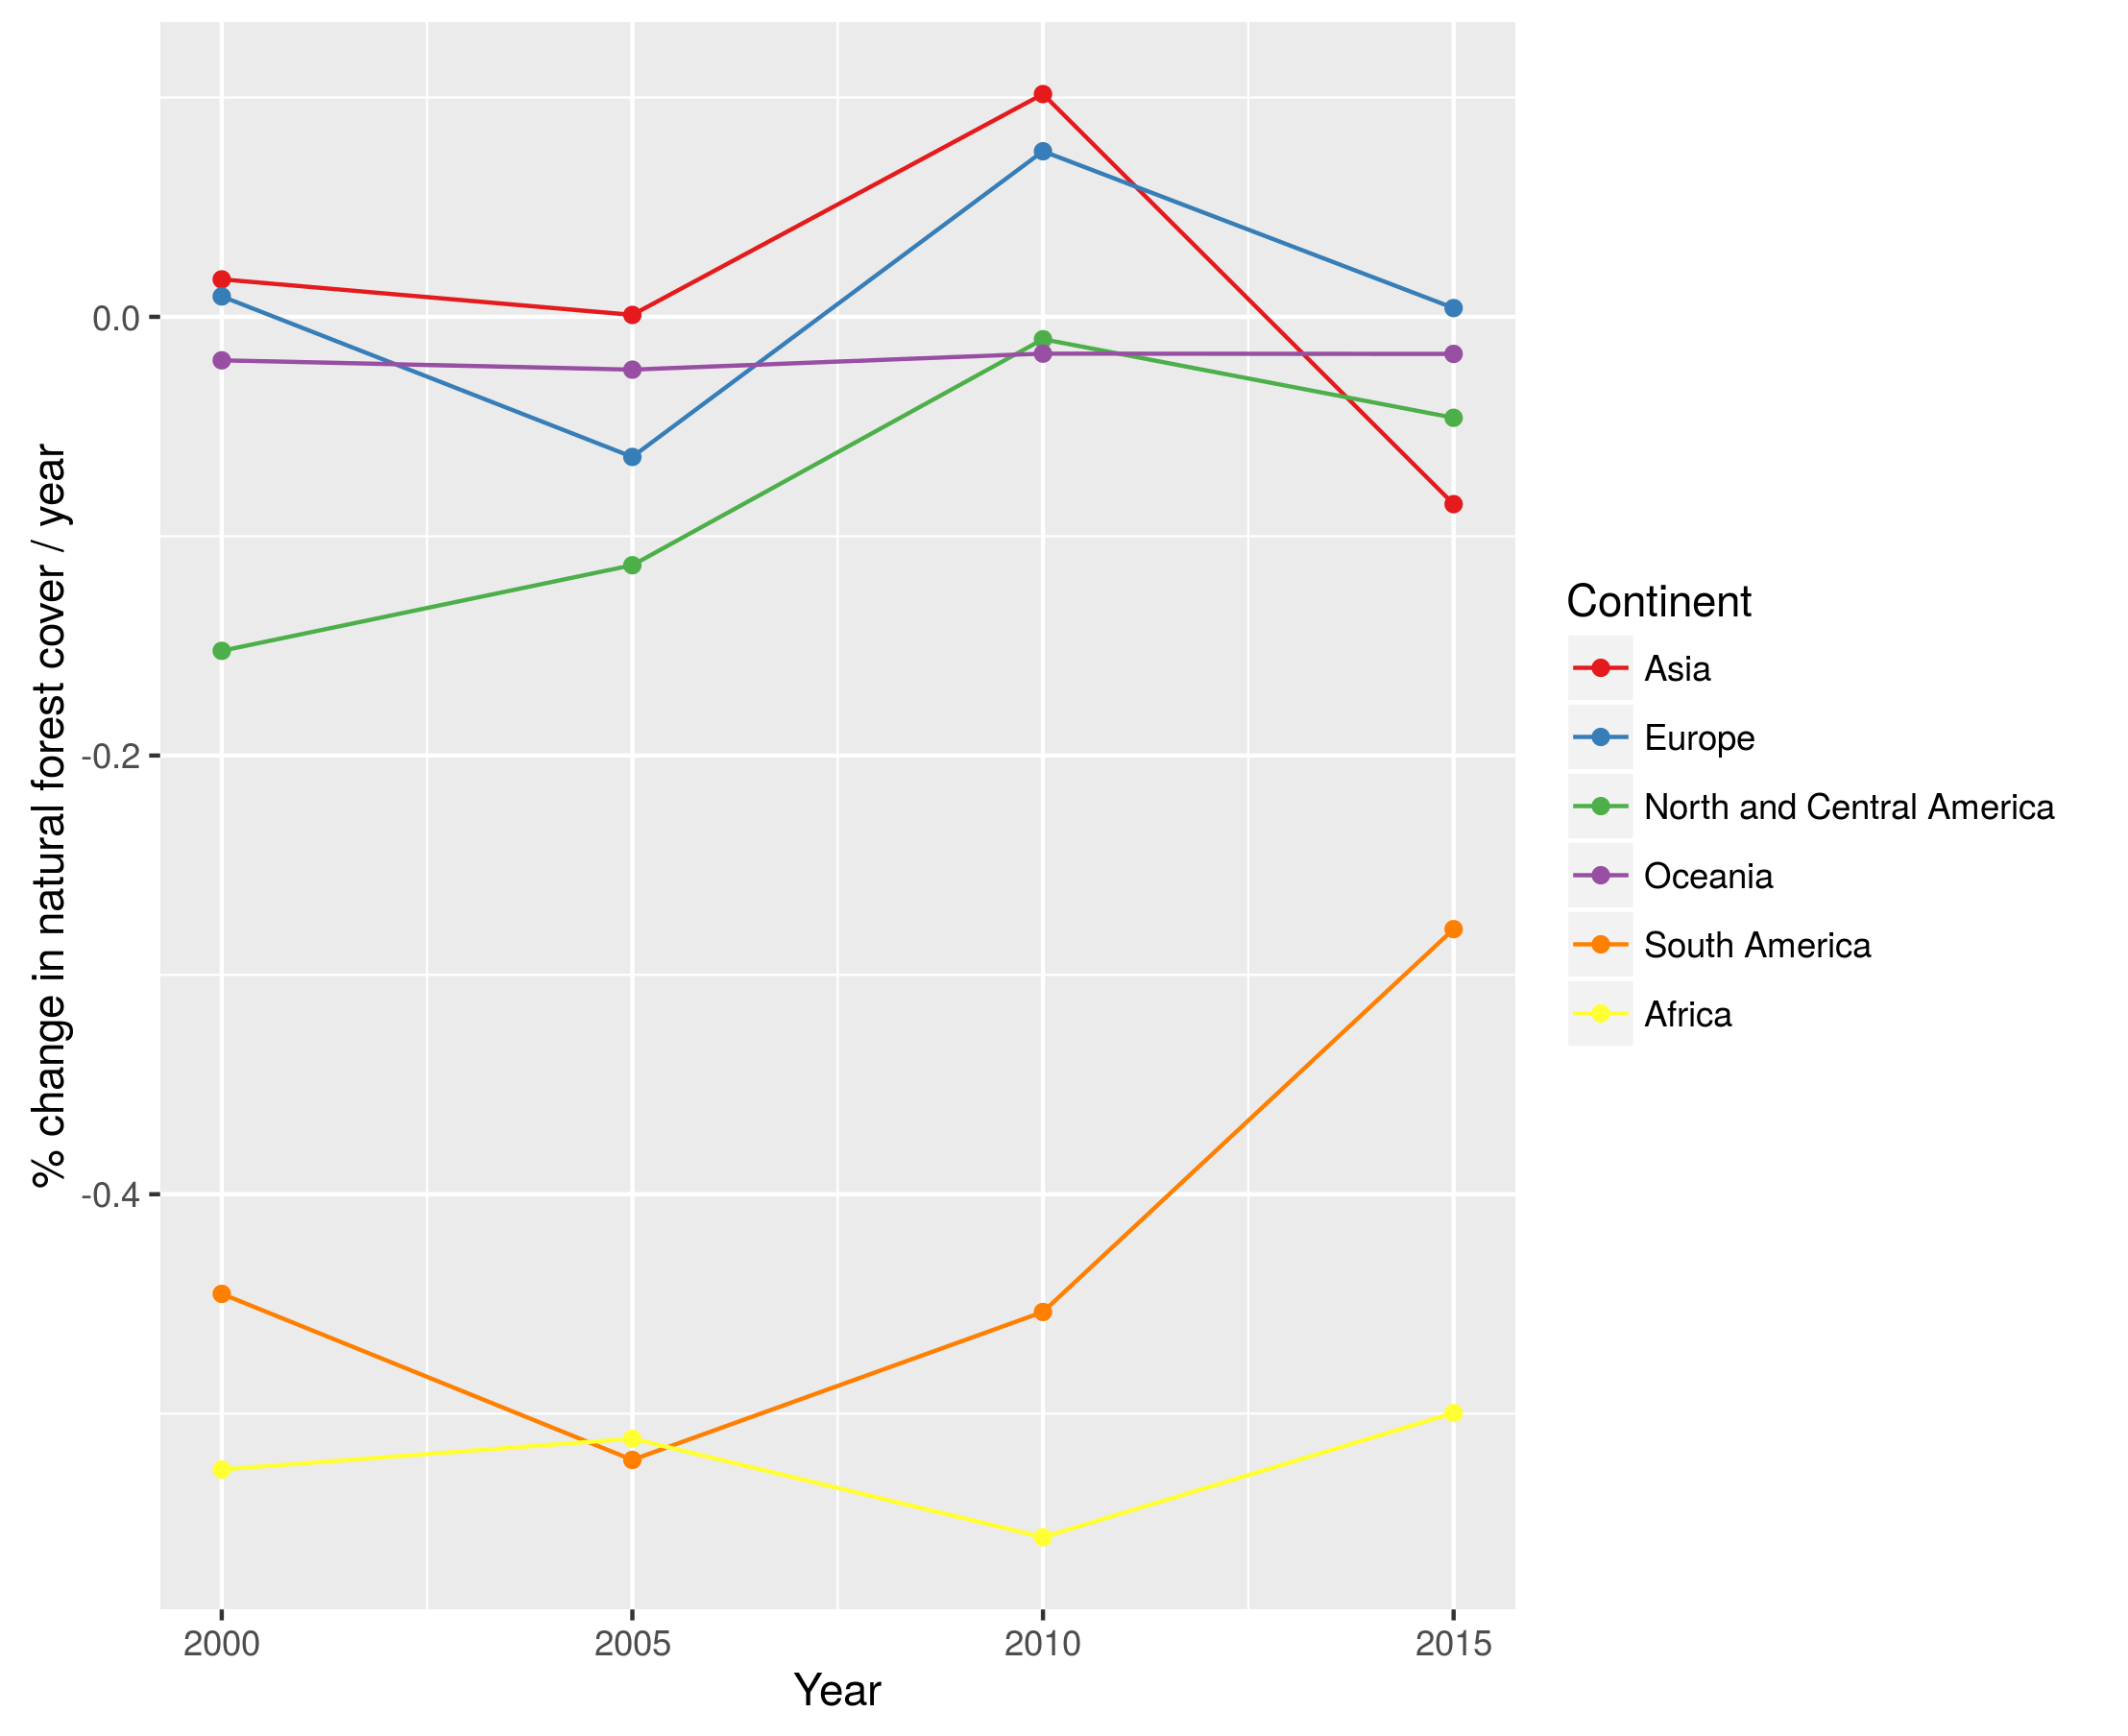 % change in natural forest cover / year
0.0
-0.2
-0.4
2000 2005 2010 2015
Year
Continent
Asia
Europe
North and Central America
Oceania
South America
Africa